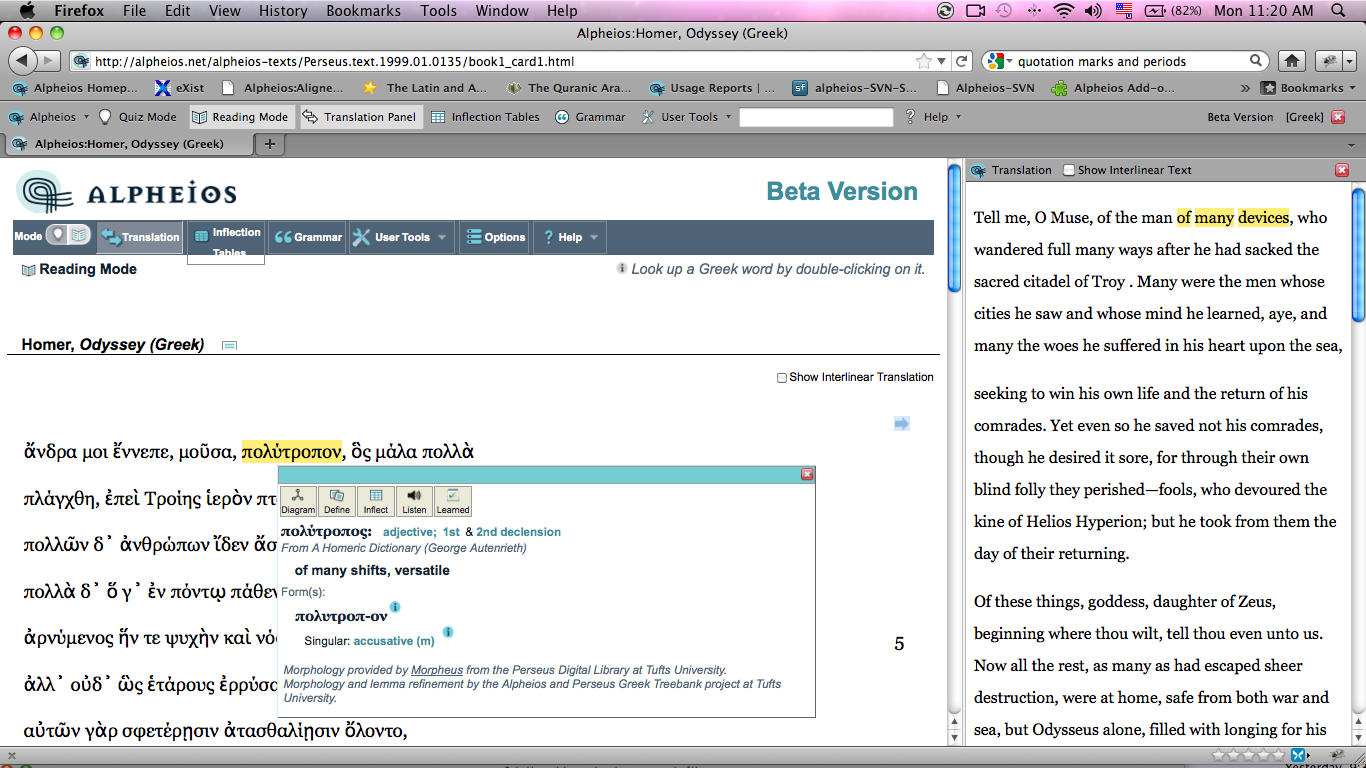 Firefox File Edit View History Bookmarks Tools Window Help (82%) Mon 11:20 AM
Alpheios:Homer, Odyssey (Greek)
http://alpheios.net/alpheios-texts/Perseus.text.1999.01.0135/book1_card1.html quotation marks and periods
Alpheios Homep... eXist Alpheios:Aligne... The Latin and A... The Quranic Ara... Usage Reports | ... alpheios-SVN-S... Alpheios-SVN Alpheios Add-o... » Bookmarks
Alpheios Quiz Mode Reading Mode Translation Panel Inflection Tables Grammar User Tools ? Help Beta Version [Greek]
Alpheios:Homer, Odyssey (Greek) +
ALPHEIOS Beta Version
Mode Translation Inflection Tables Grammar User Tools Options ? Help
Reading Mode Look up a Greek word by double-clicking on it.
Homer, Odyssey (Greek)
Show Interlinear Translation
ἄνδρα μοι ἔννεπε, μοῦσα, πολύτροπον, ὃς μάλα πολλὰ
πλάγχθη, ἐπεὶ Τροίης ἱερὸν
πολλῶν δ᾽ ἀνθρώπων ἴδεν
πολλὰ δ᾽ ὅ γ᾽ ἐν πόντῳ
ἀρνύμενος ἥν τε ψυχὴν καὶ
5
ἀλλ᾽ οὐδ᾽ ὣς ἑτάρους
αὐτῶν γὰρ σφετέρῃσιν ἀτασθαλίῃσιν ὄλοντο,
Diagram Define Inflect Listen Learned
πολύτροπος: adjective; 1st & 2nd declension
From A Homeric Dictionary (George Autenrieth)
of many shifts, versatile
Form(s):
πολυτροπ-ον
Singular: accusative (m)
Morphology provided by Morpheus from the Perseus Digital Library at Tufts University.
Morphology and lemma refinement by the Alpheios and Perseus Greek Treebank project at Tufts
University.
Translation Show Interlinear Text
Tell me, O Muse, of the man of many devices, who
wandered full many ways after he had sacked the
sacred citadel of Troy . Many were the men whose
cities he saw and whose mind he learned, aye, and
many the woes he suffered in his heart upon the sea,
seeking to win his own life and the return of his
comrades. Yet even so he saved not his comrades,
though he desired it sore, for through their own
blind folly they perished—fools, who devoured the
kine of Helios Hyperion; but he took from them the
day of their returning.
Of these things, goddess, daughter of Zeus,
beginning where thou wilt, tell thou even unto us.
Now all the rest, as many as had escaped sheer
destruction, were at home, safe from both war and
sea, but Odysseus alone, filled with longing for his